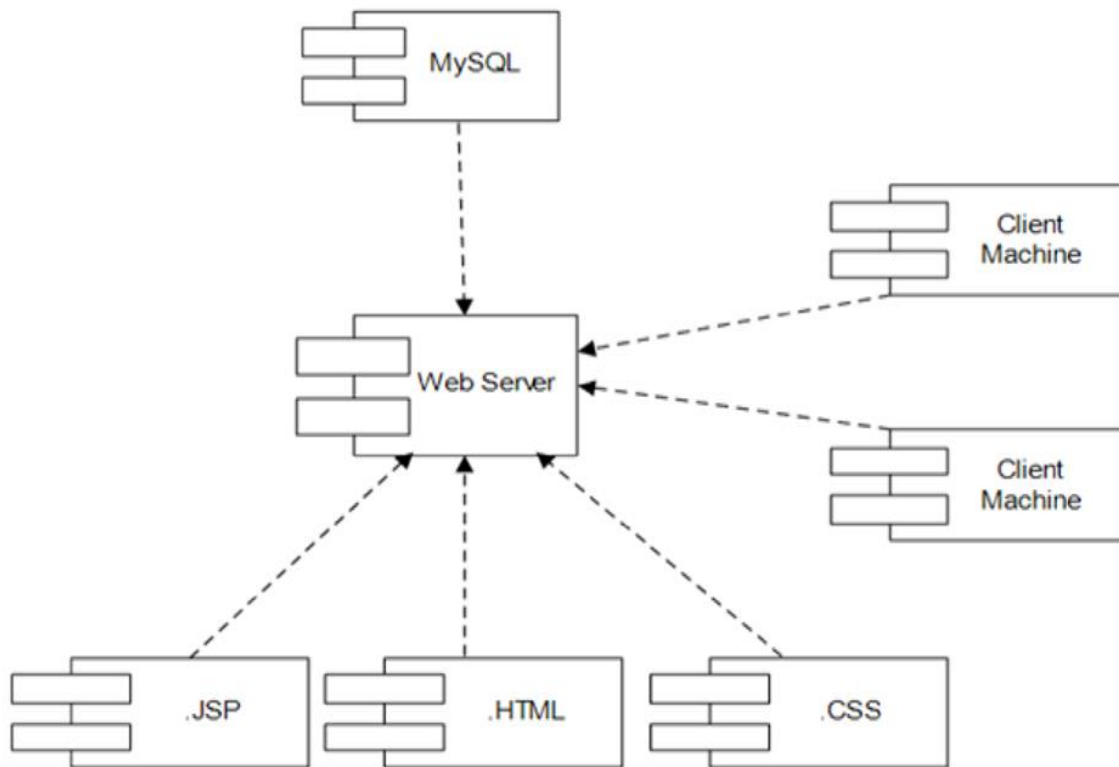 MySQL
Client
Machine
Web Server
Client
Machine
.JSP
.HTML
.CSS